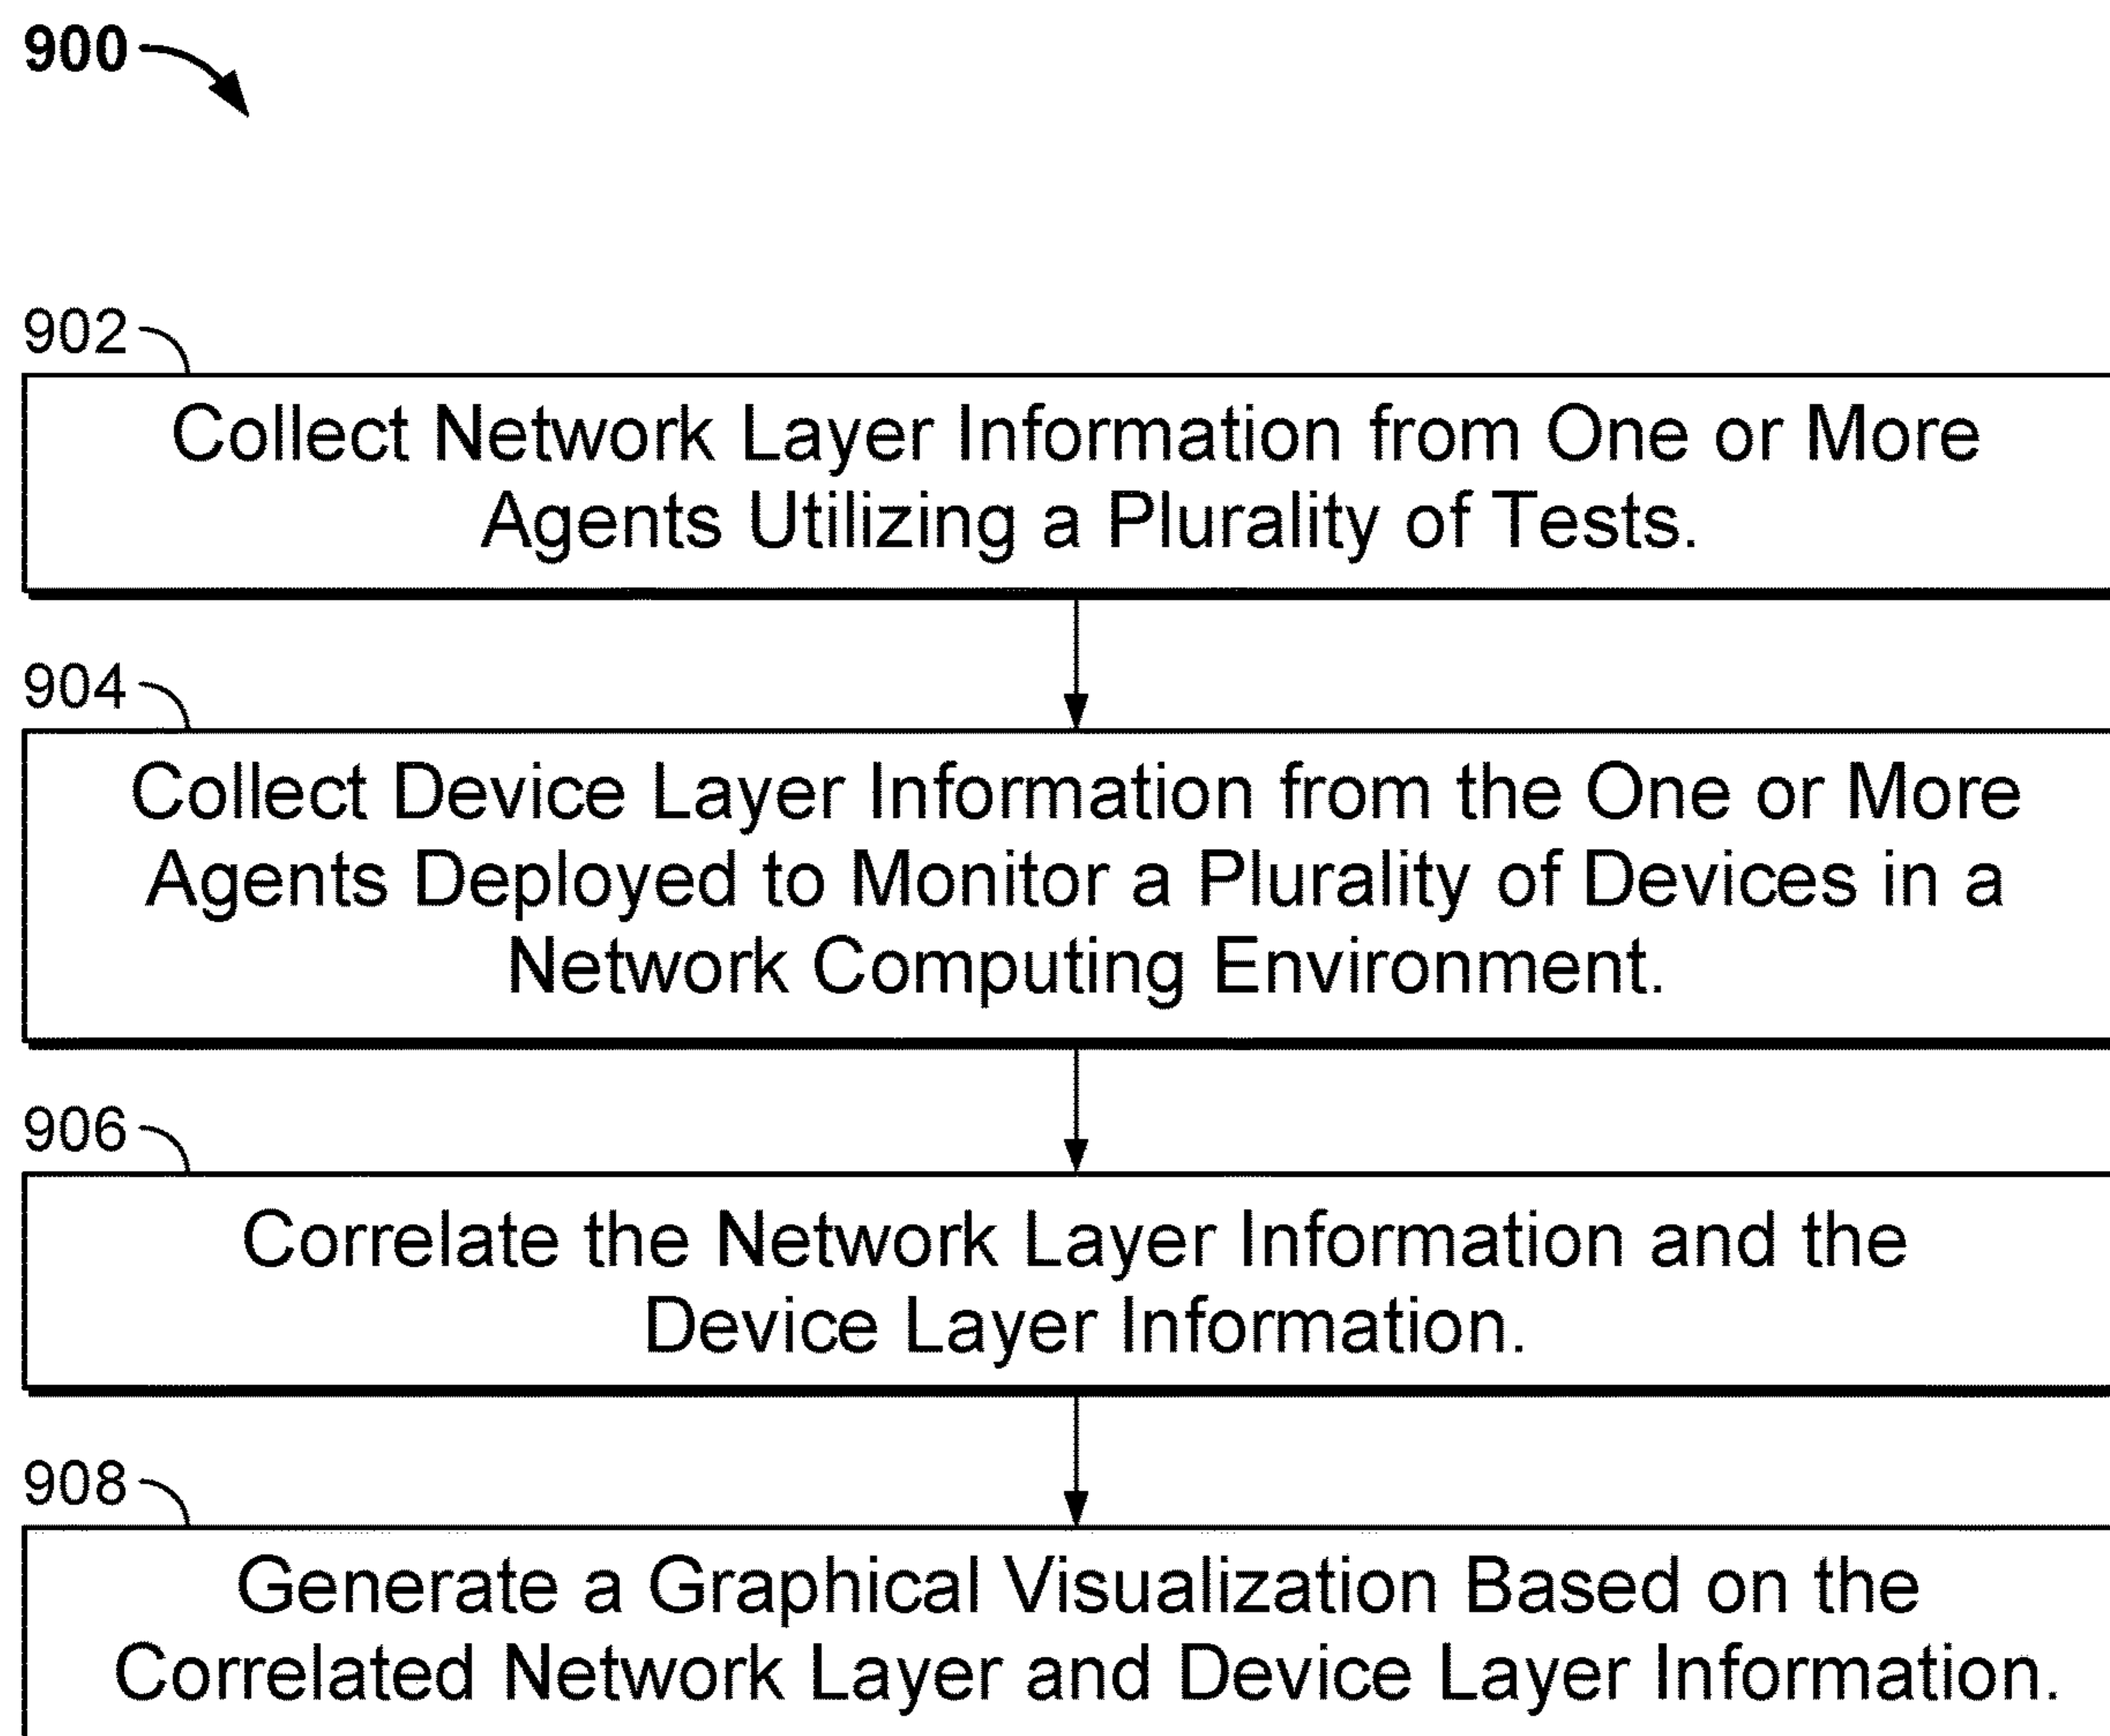 900
902
Collect Network Layer Information from One or More
Agents Utilizing a Plurality of Tests.
904
Collect Device Layer Information from the One or More
Agents Deployed to Monitor a Plurality of Devices in a
Network Computing Environment.
906
Correlate the Network Layer Information and the
Device Layer Information.
908
Generate a Graphical Visualization Based on the
Correlated Network Layer and Device Layer Information.